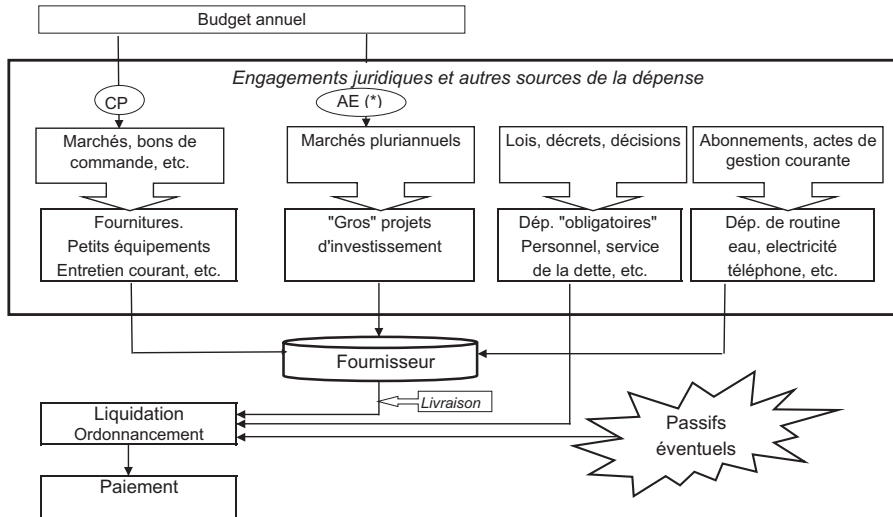 Budget annuel
Engagements juridiques et autres sources de la dépense
CP
AE (*)
Marchés, bons de
commande, etc.
Marchés pluriannuels
Lois, décrets, décisions
Abonnements, actes de
gestion courante
Fournitures.
Petits équipements
Entretien courant, etc.
"Gros" projets
d'investissement
Dép. "obligatoires"
Personnel, service
de la dette, etc.
Dép. de routine
eau, electricité
téléphone, etc.
Fournisseur
Livraison
Liquidation
Ordonnancement
Passifs
éventuels
Paiement